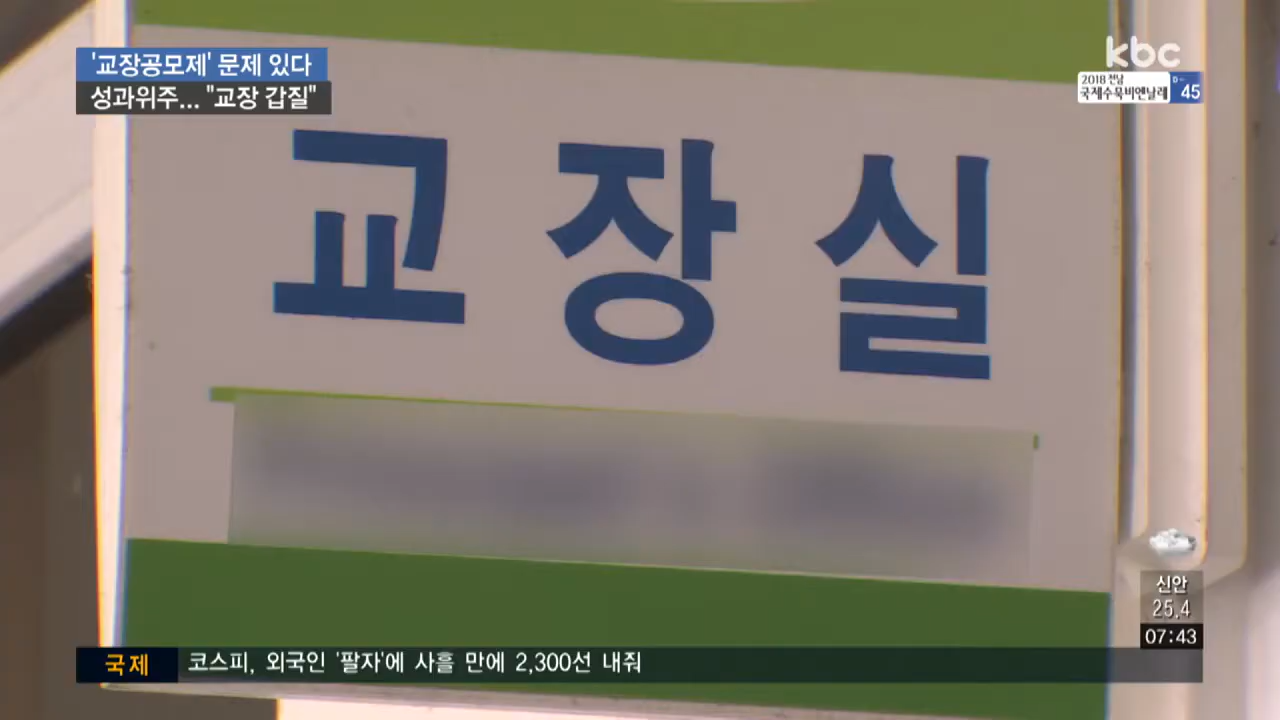 '교장공모제' 문제 있다
성과위주... "교장 갑질"
kbc
2018 전남
국제수묵비엔날레
D-45
교장실
신안
25.4
07:43
국제 코스피, 외국인 '팔자'에 사흘 만에 2,300선 내줘